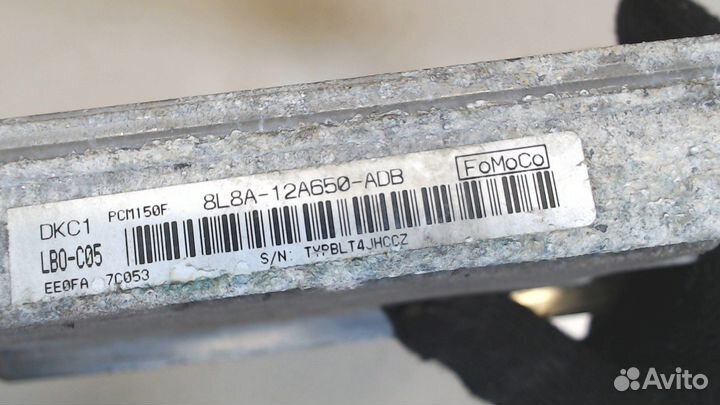 DKC1 PCM150F 8L8A-12A650-ADB FoMoCo
LB0-C05
EE0FA 7C053 S/N: TYPBLT4JHCCZ
Avito